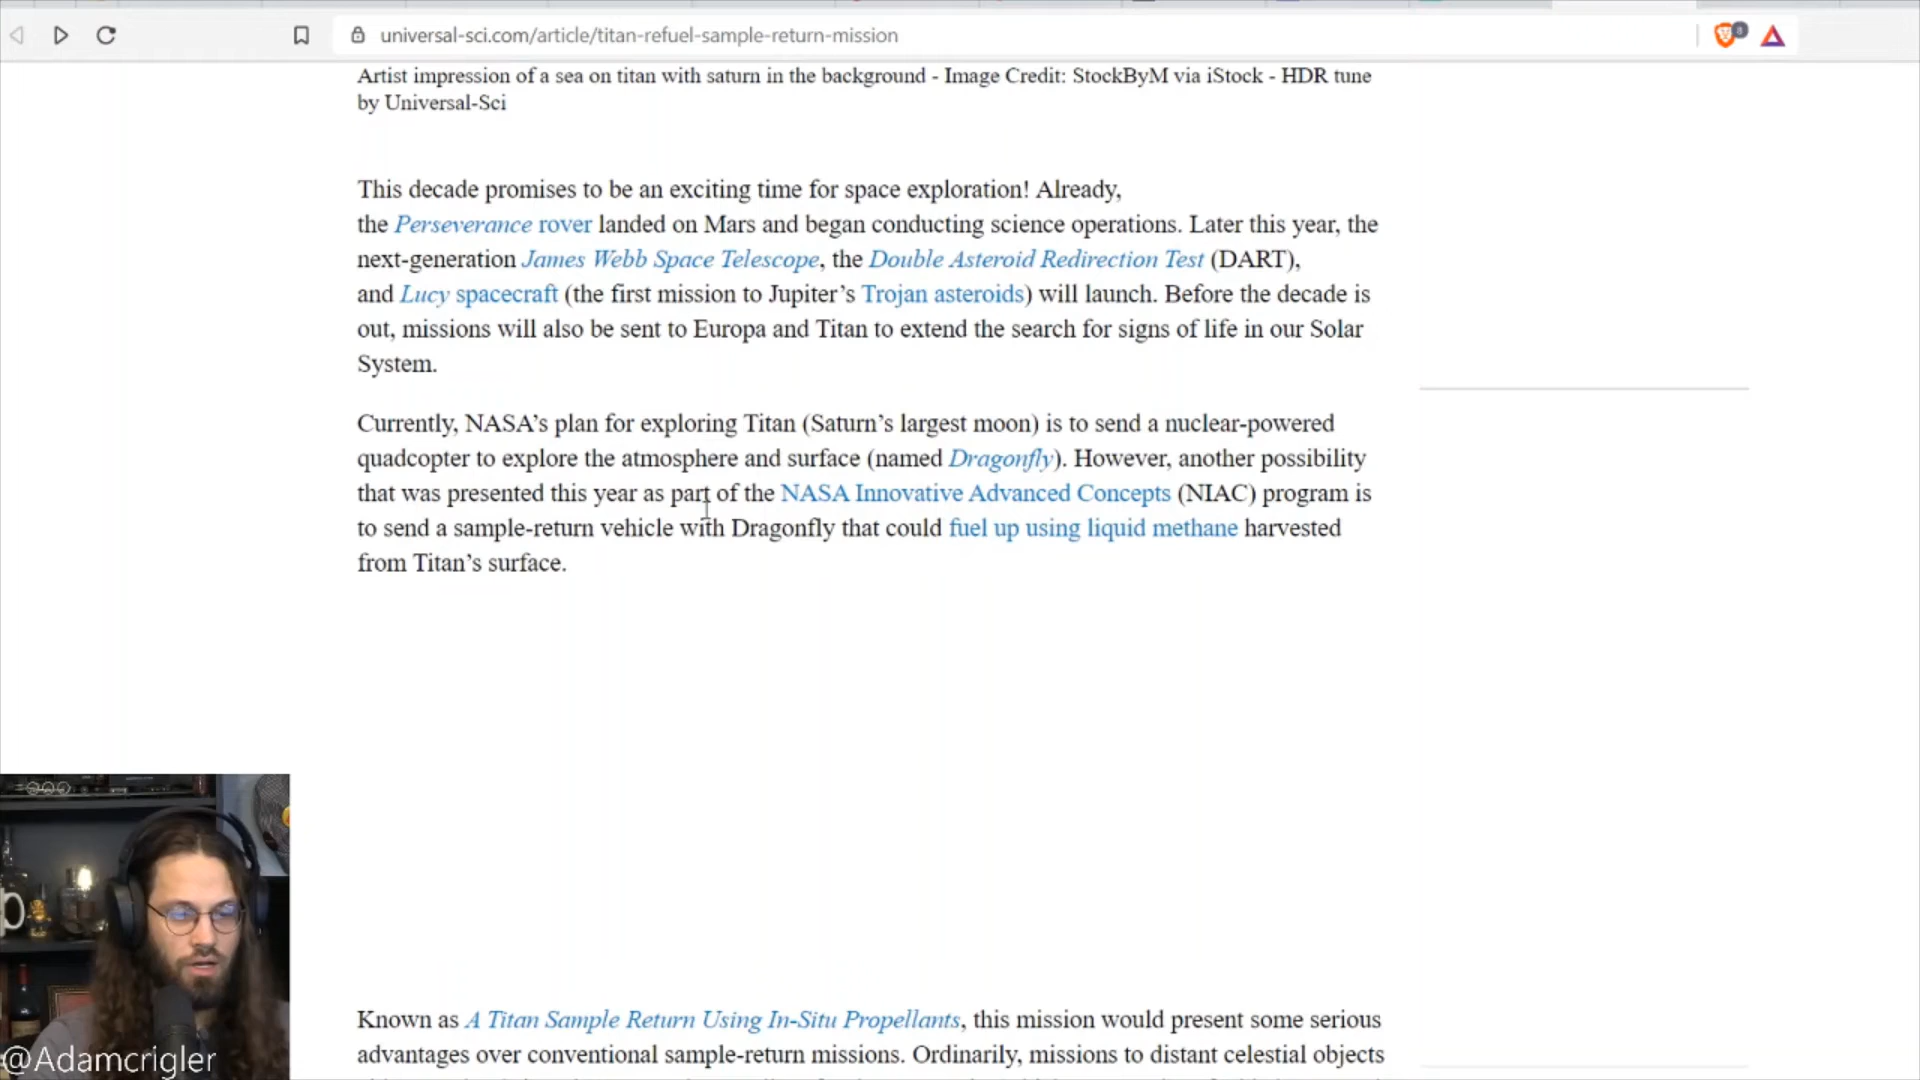 universal-sci.com/article/titan-refuel-sample-return-mission
8
Artist impression of a sea on titan with saturn in the background - Image Credit: StockByM via iStock - HDR tune
by Universal-Sci
This decade promises to be an exciting time for space exploration! Already,
the Perseverance rover landed on Mars and began conducting science operations. Later this year, the
next-generation James Webb Space Telescope, the Double Asteroid Redirection Test (DART),
and Lucy spacecraft (the first mission to Jupiter’s Trojan asteroids) will launch. Before the decade is
out, missions will also be sent to Europa and Titan to extend the search for signs of life in our Solar
System.
Currently, NASA’s plan for exploring Titan (Saturn’s largest moon) is to send a nuclear-powered
quadcopter to explore the atmosphere and surface (named Dragonfly). However, another possibility
that was presented this year as part of the NASA Innovative Advanced Concepts (NIAC) program is
to send a sample-return vehicle with Dragonfly that could fuel up using liquid methane harvested
from Titan’s surface.
Known as A Titan Sample Return Using In-Situ Propellants, this mission would present some serious
advantages over conventional sample-return missions. Ordinarily, missions to distant celestial objects
@Adamcrigler